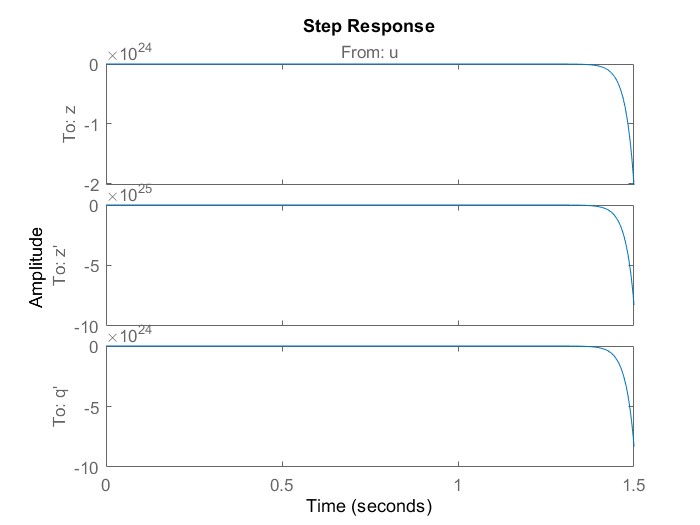 Step Response
From: u
×10^24
0
-1
-2
To: z
×10^25
0
-5
-10
To: z'
×10^24
0
-5
-10
To: q'
Amplitude
0 0.5 1 1.5
Time (seconds)